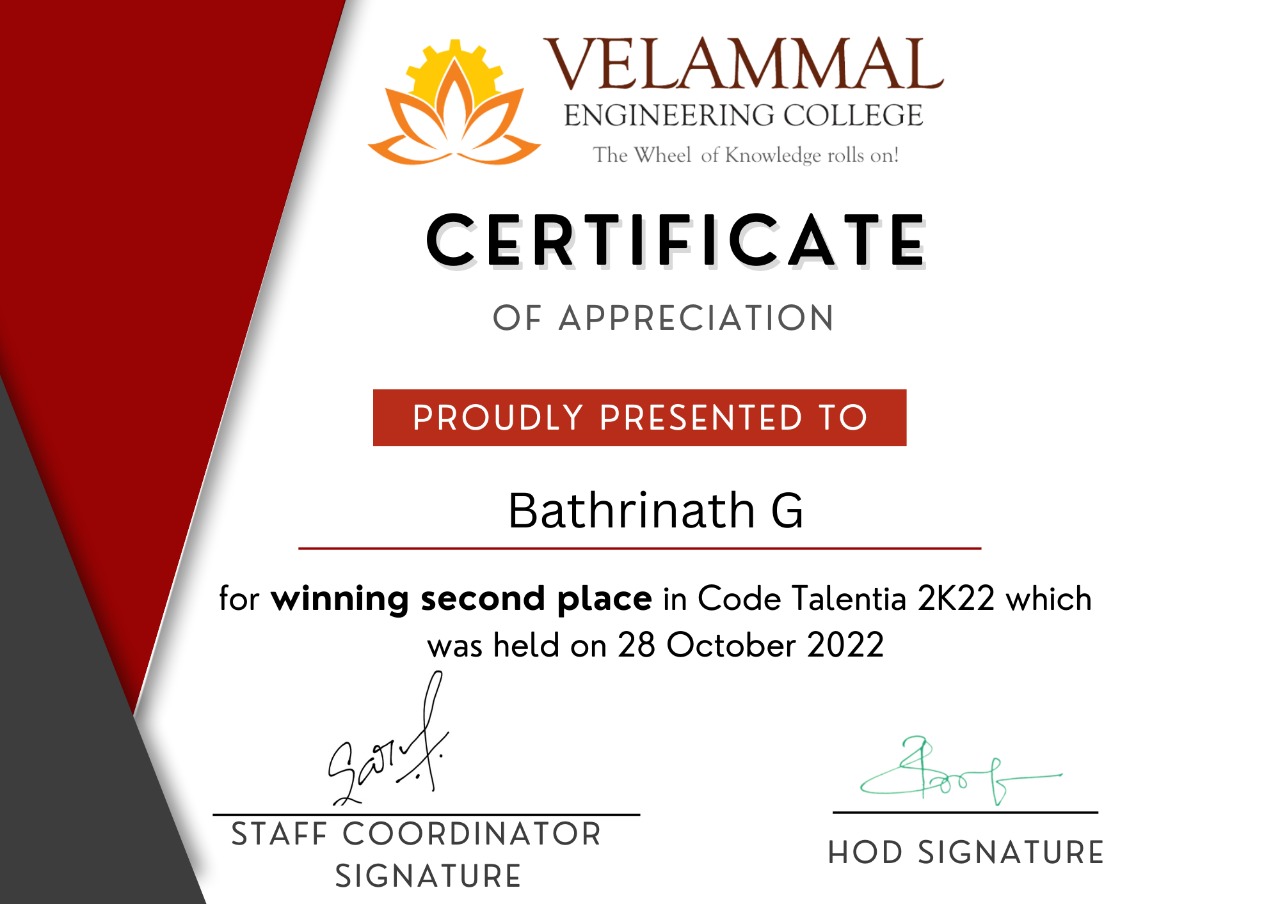 VELAMMAL
ENGINEERING COLLEGE
The Wheel of Knowledge rolls on!
CERTIFICATE
OF APPRECIATION
PROUDLY PRESENTED TO
Bathrinath G
for winning second place in Code Talentia 2K22 which
was held on 28 October 2022
STAFF COORDINATOR
SIGNATURE
HOD SIGNATURE